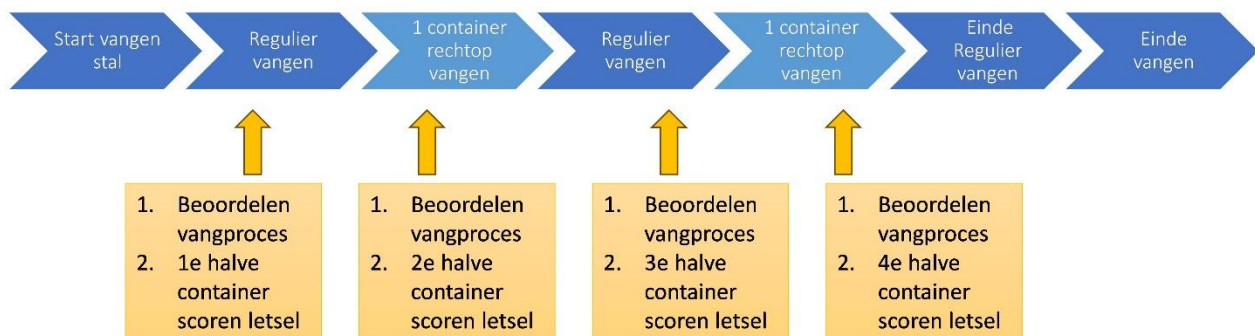 Start vangen
stal
Regulier
vangen
1 container
rechtop
vangen
Regulier
vangen
1 container
rechtop
vangen
Einde
Regulier
vangen
Einde
vangen
1. Beoordelen
vangproces
2. 1e halve
container
scoren letsel
1. Beoordelen
vangproces
2. 2e halve
container
scoren letsel
1. Beoordelen
vangproces
2. 3e halve
container
scoren letsel
1. Beoordelen
vangproces
2. 4e halve
container
scoren letsel